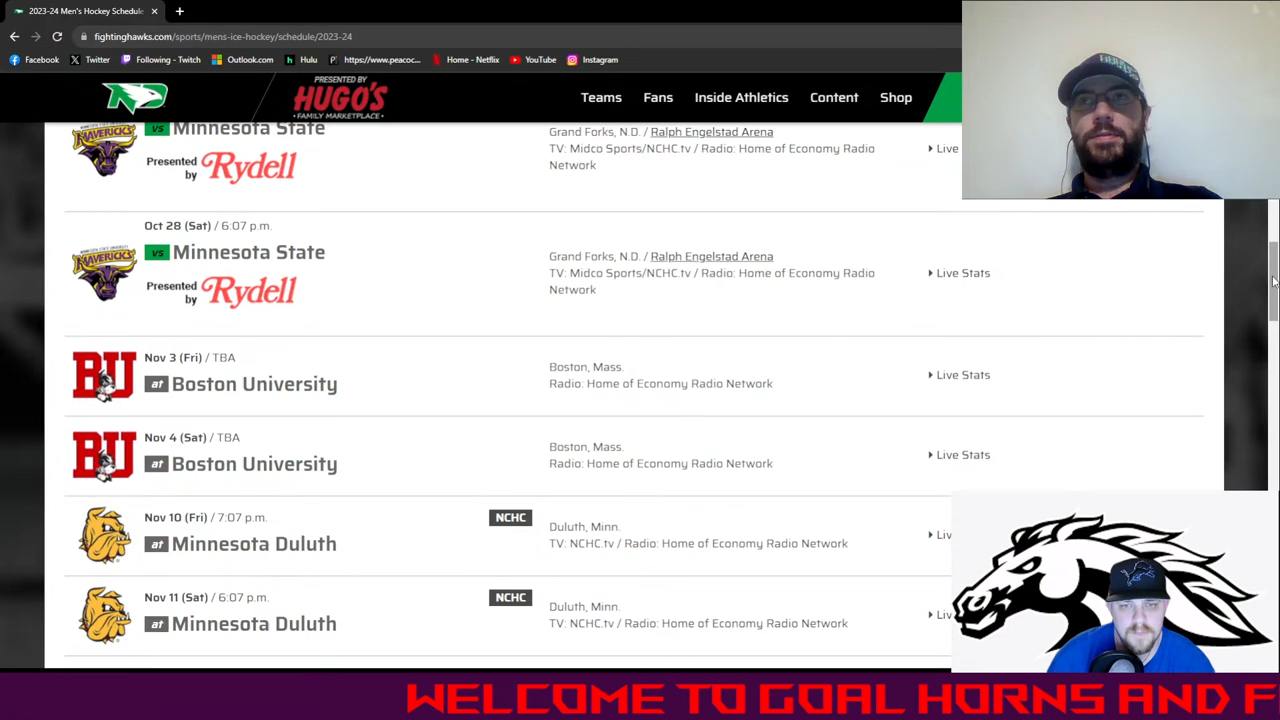 2023-24 Men's Hockey Schedule
fightinghawks.com/sports/mens-ice-hockey/schedule/2023-24
Facebook Twitter Following - Twitch Outlook.com Hulu https://www.peacoc... Home - Netflix YouTube Instagram
PRESENTED BY
HUGO'S
FAMILY MARKETPLACE
Teams Fans Inside Athletics Content Shop
MAVERICKS
vs Minnesota State
Presented by Rydell
Grand Forks, N.D. / Ralph Engelstad Arena
TV: Midco Sports/NCHC.tv / Radio: Home of Economy Radio
Network
Live
Oct 28 (Sat) / 6:07 p.m.
MAVERICKS
vs Minnesota State
Presented by Rydell
Grand Forks, N.D. / Ralph Engelstad Arena
TV: Midco Sports/NCHC.tv / Radio: Home of Economy Radio
Network
Live Stats
BU
Nov 3 (Fri) / TBA
at Boston University
Boston, Mass.
Radio: Home of Economy Radio Network
Live Stats
BU
Nov 4 (Sat) / TBA
at Boston University
Boston, Mass.
Radio: Home of Economy Radio Network
Live Stats
Nov 10 (Fri) / 7:07 p.m.
at Minnesota Duluth
NCHC
Duluth, Minn.
TV: NCHC.tv / Radio: Home of Economy Radio Network
Liv
Nov 11 (Sat) / 6:07 p.m.
at Minnesota Duluth
NCHC
Duluth, Minn.
TV: NCHC.tv / Radio: Home of Economy Radio Network
Liv
WELCOME TO GOAL HORNS AND F